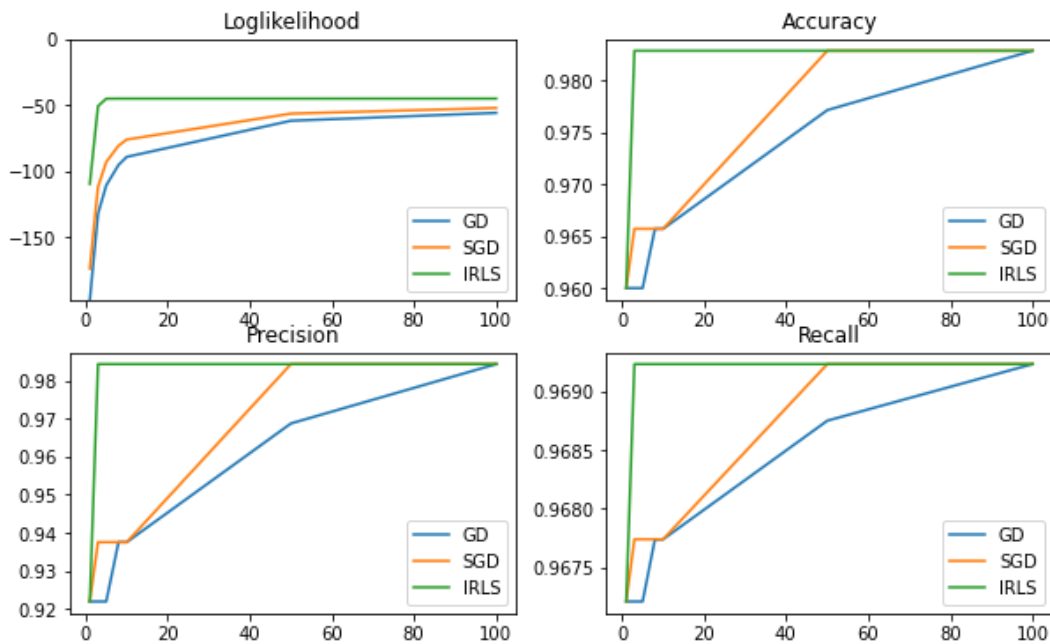 Loglikelihood
0
−50
−100
−150
GD
SGD
IRLS
0 20 40 60 80 100
Accuracy
0.980
0.975
0.970
0.965
0.960
GD
SGD
IRLS
0 20 40 60 80 100
Precision
0.98
0.97
0.96
0.95
0.94
0.93
0.92
GD
SGD
IRLS
0 20 40 60 80 100
Recall
0.9690
0.9685
0.9680
0.9675
GD
SGD
IRLS
0 20 40 60 80 100